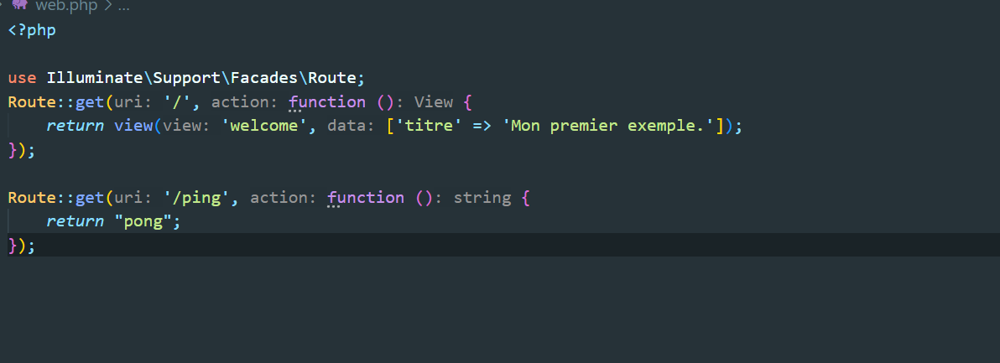 web.php > ...
<?php
use Illuminate\Support\Facades\Route;
Route::get(uri: '/', action: function (): View {
    return view(view: 'welcome', data: ['titre' => 'Mon premier exemple.']);
});
Route::get(uri: '/ping', action: function (): string {
    return "pong";
});